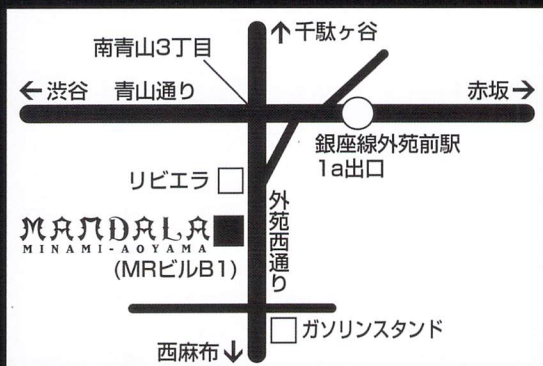 ↑千駄ヶ谷
南青山3丁目
←渋谷 青山通り
赤坂→
銀座線外苑前駅
1a出口
リビエラ
外苑西通り
MANDALA
MINAMI-AOYAMA
(MRビルB1)
ガソリンスタンド
西麻布↓